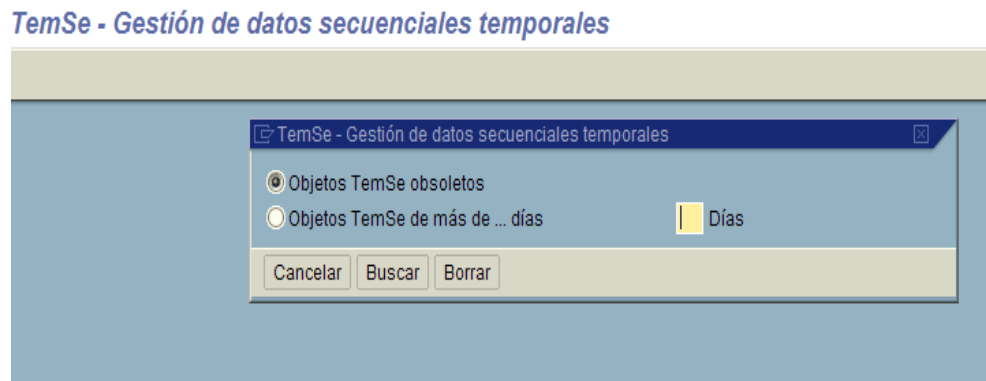 TemSe - Gestión de datos secuenciales temporales
TemSe - Gestión de datos secuenciales temporales
Objetos TemSe obsoletos
Objetos TemSe de más de ... días Días
Cancelar Buscar Borrar